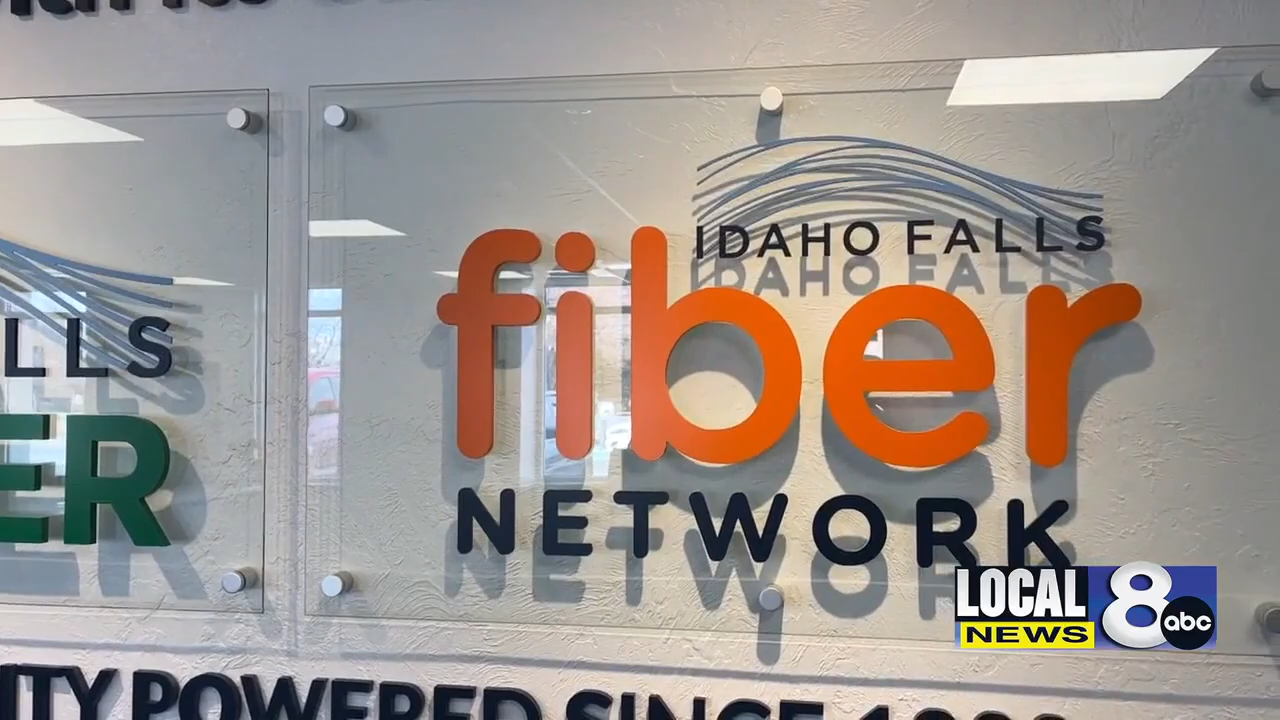 IDAHO FALLS
fiber
NETWORK
LLS
ER
POWERED SINCE
LOCAL
NEWS
8
abc